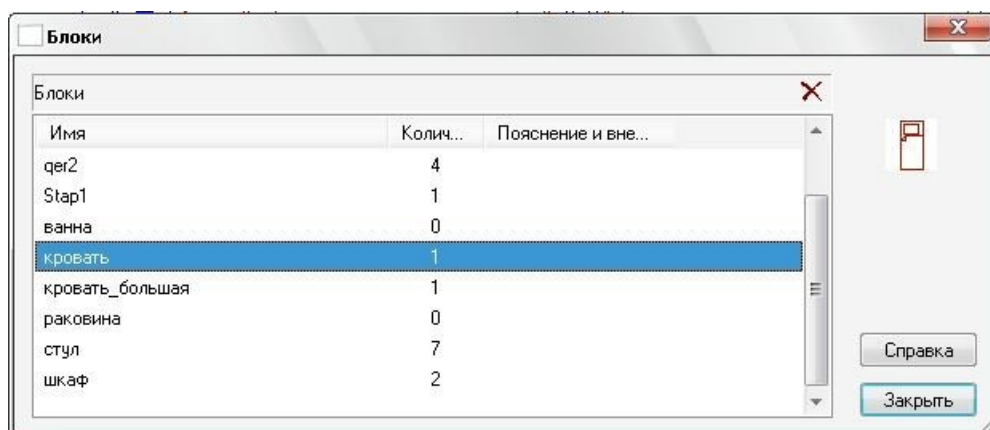 Блоки
Блоки
Имя Колич... Пояснение и вне...
qer2 4
Stap1 1
ванна 0
кровать 1
кровать_большая 1
раковина 0
стул 7
шкаф 2
Справка
Закрыть